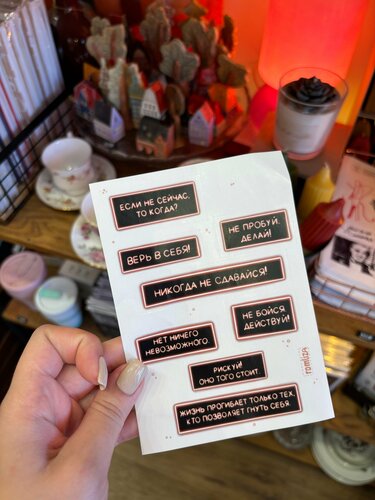 ЕСЛИ НЕ СЕЙЧАС,
ТО КОГДА?
НЕ ПРОБУЙ.
ДЕЛАЙ!
ВЕРЬ В СЕБЯ!
НИКОГДА НЕ СДАВАЙСЯ!
НЕ БОЙСЯ
ДЕЙСТВУЙ!
НЕТ НИЧЕГО
НЕВОЗМОЖНОГО.
РИСКУЙ!
ОНО ТОГО СТОИТ.
ЖИЗНЬ ПРОГИБАЕТ ТОЛЬКО ТЕХ,
КТО ПОЗВОЛЯЕТ ГНУТЬ СЕБЯ.